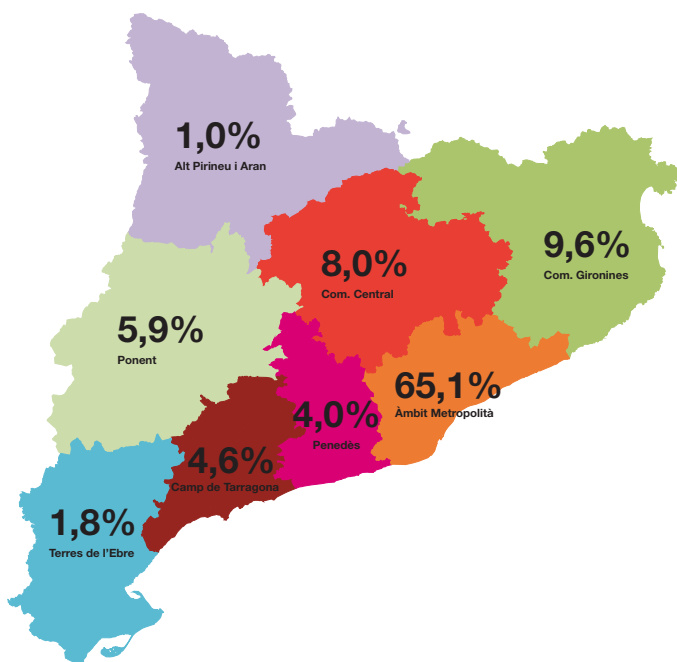 1,0%
Alt Pirineu i Aran
9,6%
Com. Gironines
8,0%
Com. Central
5,9%
Ponent
65,1%
Àmbit Metropolità
4,0%
Penedès
4,6%
Camp de Tarragona
1,8%
Terres de l'Ebre